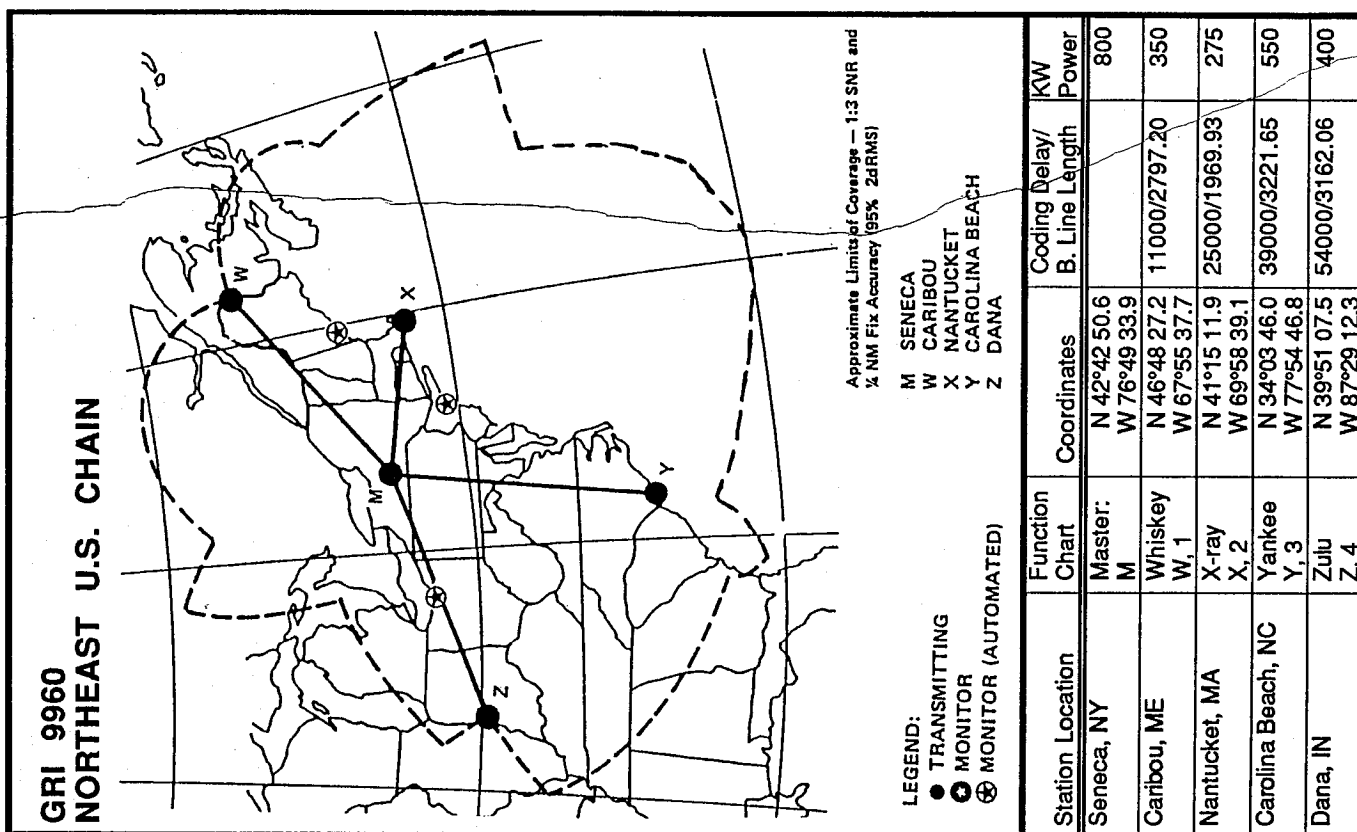 GRI 9960
NORTHEAST U.S. CHAIN
W
X
M
Y
Z
Approximate Limits of Coverage — 1:3 SNR and
¼ NM Fix Accuracy (95% 2dRMS)
M SENECA
W CARIBOU
X NANTUCKET
Y CAROLINA BEACH
Z DANA
LEGEND:
TRANSMITTING
MONITOR
MONITOR (AUTOMATED)
Station Location Function Chart Coordinates Coding Delay/ B. Line Length KW Power
Seneca, NY Master: N 42°42 50.6 800
M W 76°49 33.9
Caribou, ME Whiskey N 46°48 27.2 11000/2797.20 350
W, 1 W 67°55 37.7
Nantucket, MA X-ray N 41°15 11.9 25000/1969.93 275
X, 2 W 69°58 39.1
Carolina Beach, NC Yankee N 34°03 46.0 39000/3221.65 550
Y, 3 W 77°54 46.8
Dana, IN Zulu N 39°51 07.5 54000/3162.06 400
Z, 4 W 87°29 12.3